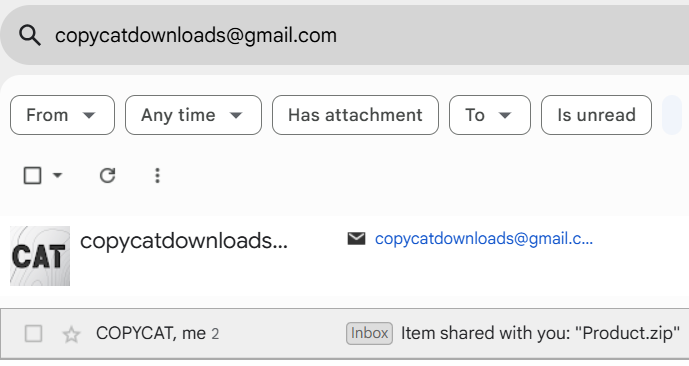 copycatdownloads@gmail.com
From Any time Has attachment To Is unread
CAT copycatdownloads... copycatdownloads@gmail.c...
COPYCAT, me 2 Inbox Item shared with you: "Product.zip"